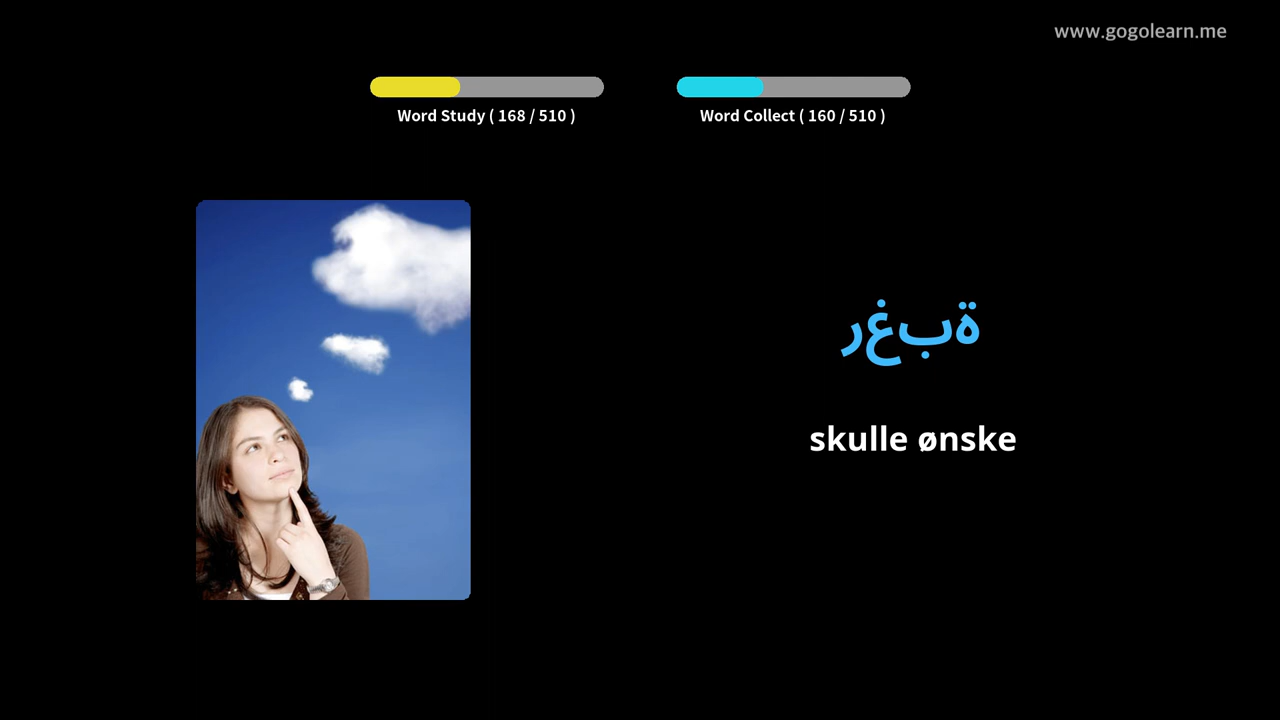 www.gogolearn.me
Word Study ( 168 / 510 )
Word Collect ( 160 / 510 )
رغبة
skulle ønske